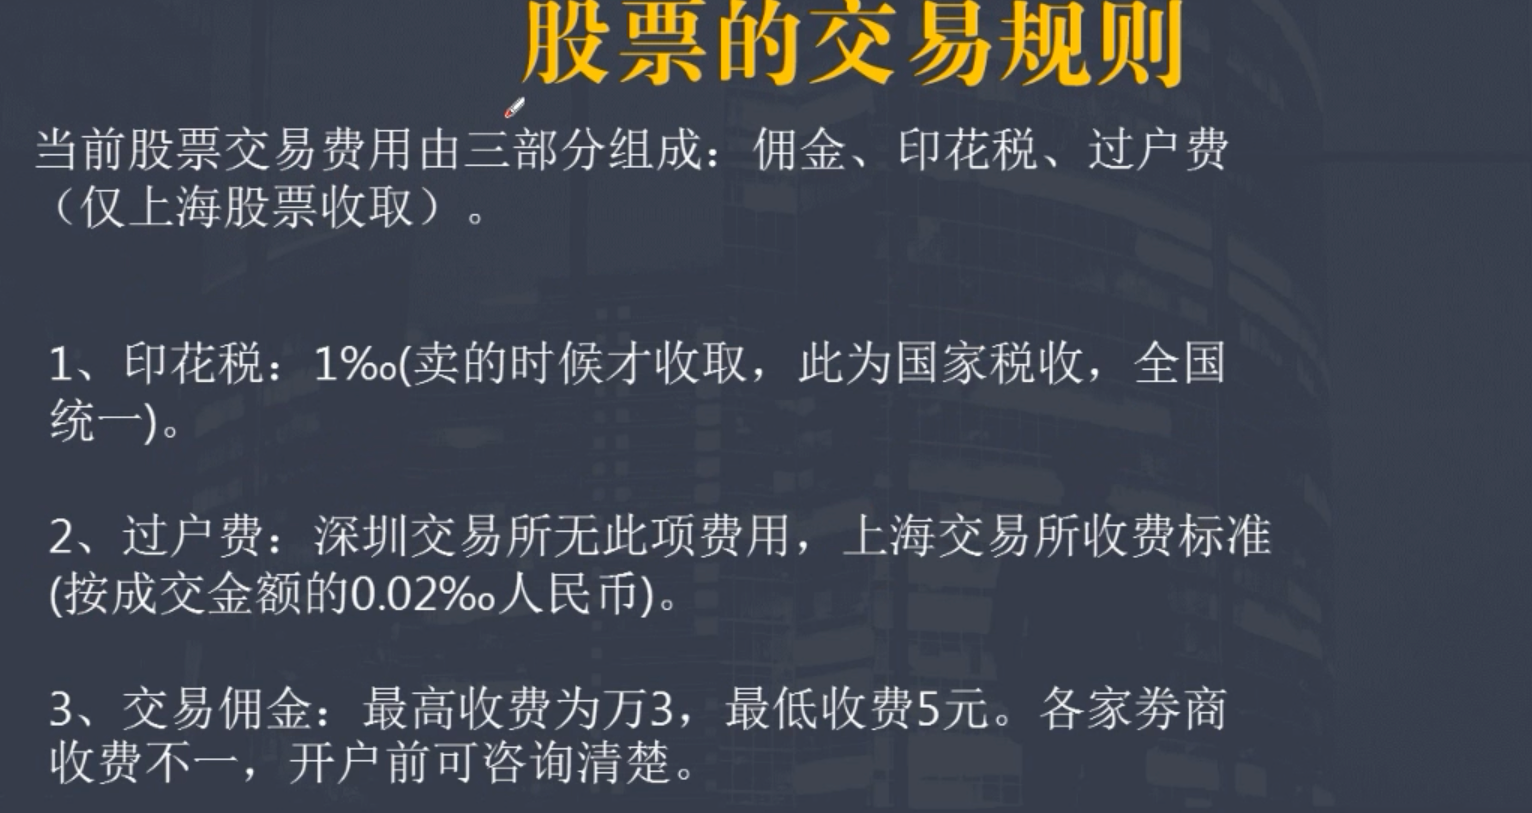 股票的交易规则
当前股票交易费用由三部分组成：佣金、印花税、过户费
（仅上海股票收取）。
1、印花税：1‰(卖的时候才收取，此为国家税收，全国
统一)。
2、过户费：深圳交易所无此项费用，上海交易所收费标准
(按成交金额的0.02‰人民币)。
3、交易佣金：最高收费为万3，最低收费5元。各家券商
收费不一，开户前可咨询清楚。